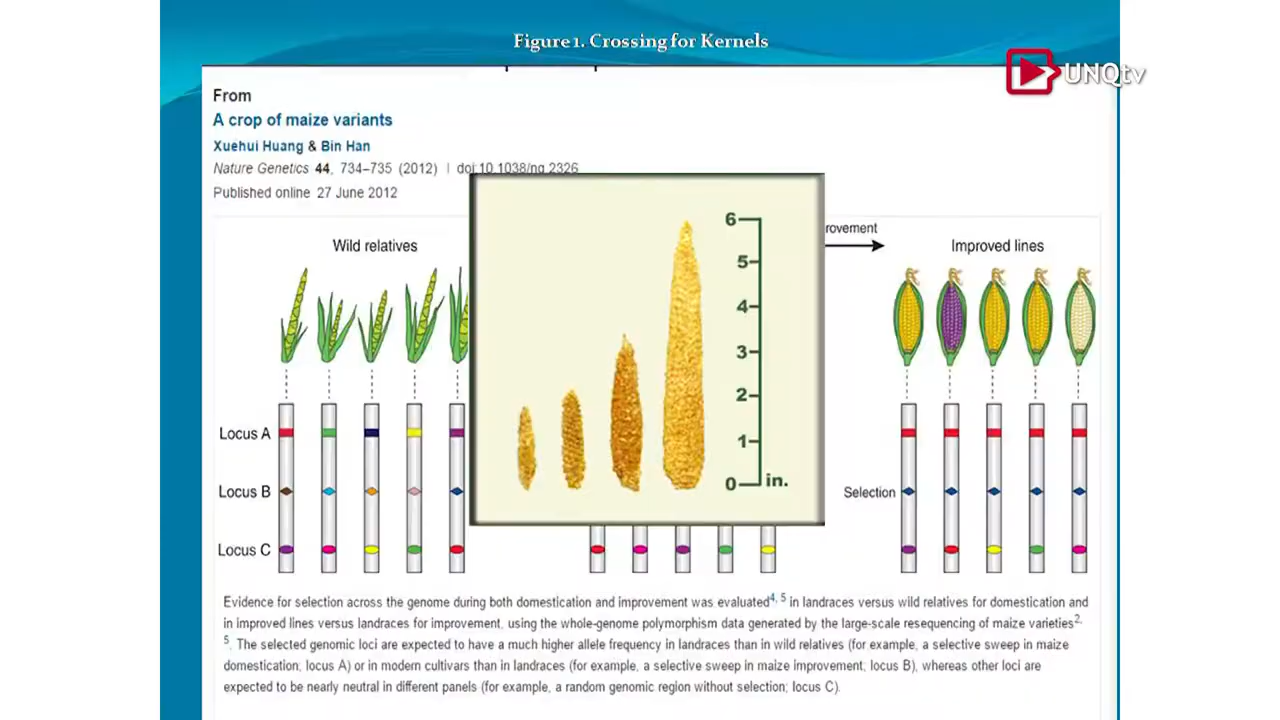 Figure 1. Crossing for Kernels
UNQtv
From
A crop of maize variants
Xuehui Huang & Bin Han
Nature Genetics 44, 734–735 (2012) | doi:10.1038/ng.2326
Published online 27 June 2012
Wild relatives
rovement
Improved lines
6
5
4
3
2
1
0 in.
Locus A
Locus B
Selection
Locus C
Evidence for selection across the genome during both domestication and improvement was evaluated4, 5 in landraces versus wild relatives for domestication and
in improved lines versus landraces for improvement, using the whole-genome polymorphism data generated by the large-scale resequencing of maize varieties2,
5. The selected genomic loci are expected to have a much higher allele frequency in landraces than in wild relatives (for example, a selective sweep in maize
domestication; locus A) or in modern cultivars than in landraces (for example, a selective sweep in maize improvement; locus B), whereas other loci are
expected to be nearly neutral in different panels (for example, a random genomic region without selection; locus C).